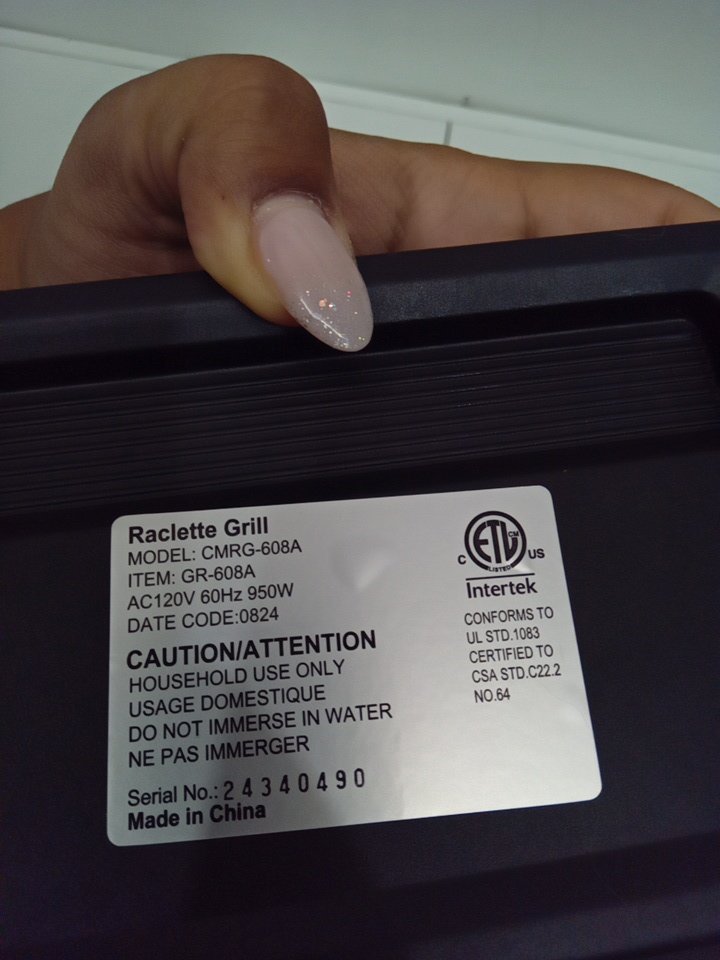 Raclette Grill
MODEL: CMRG-608A
ITEM: GR-608A
AC120V 60Hz 950W
DATE CODE:0824
CAUTION/ATTENTION
HOUSEHOLD USE ONLY
USAGE DOMESTIQUE
DO NOT IMMERSE IN WATER
NE PAS IMMERGER
Serial No.: 24340490
Made in China
ETL CM
LISTED
C US
Intertek
CONFORMS TO
UL STD.1083
CERTIFIED TO
CSA STD.C22.2
NO.64